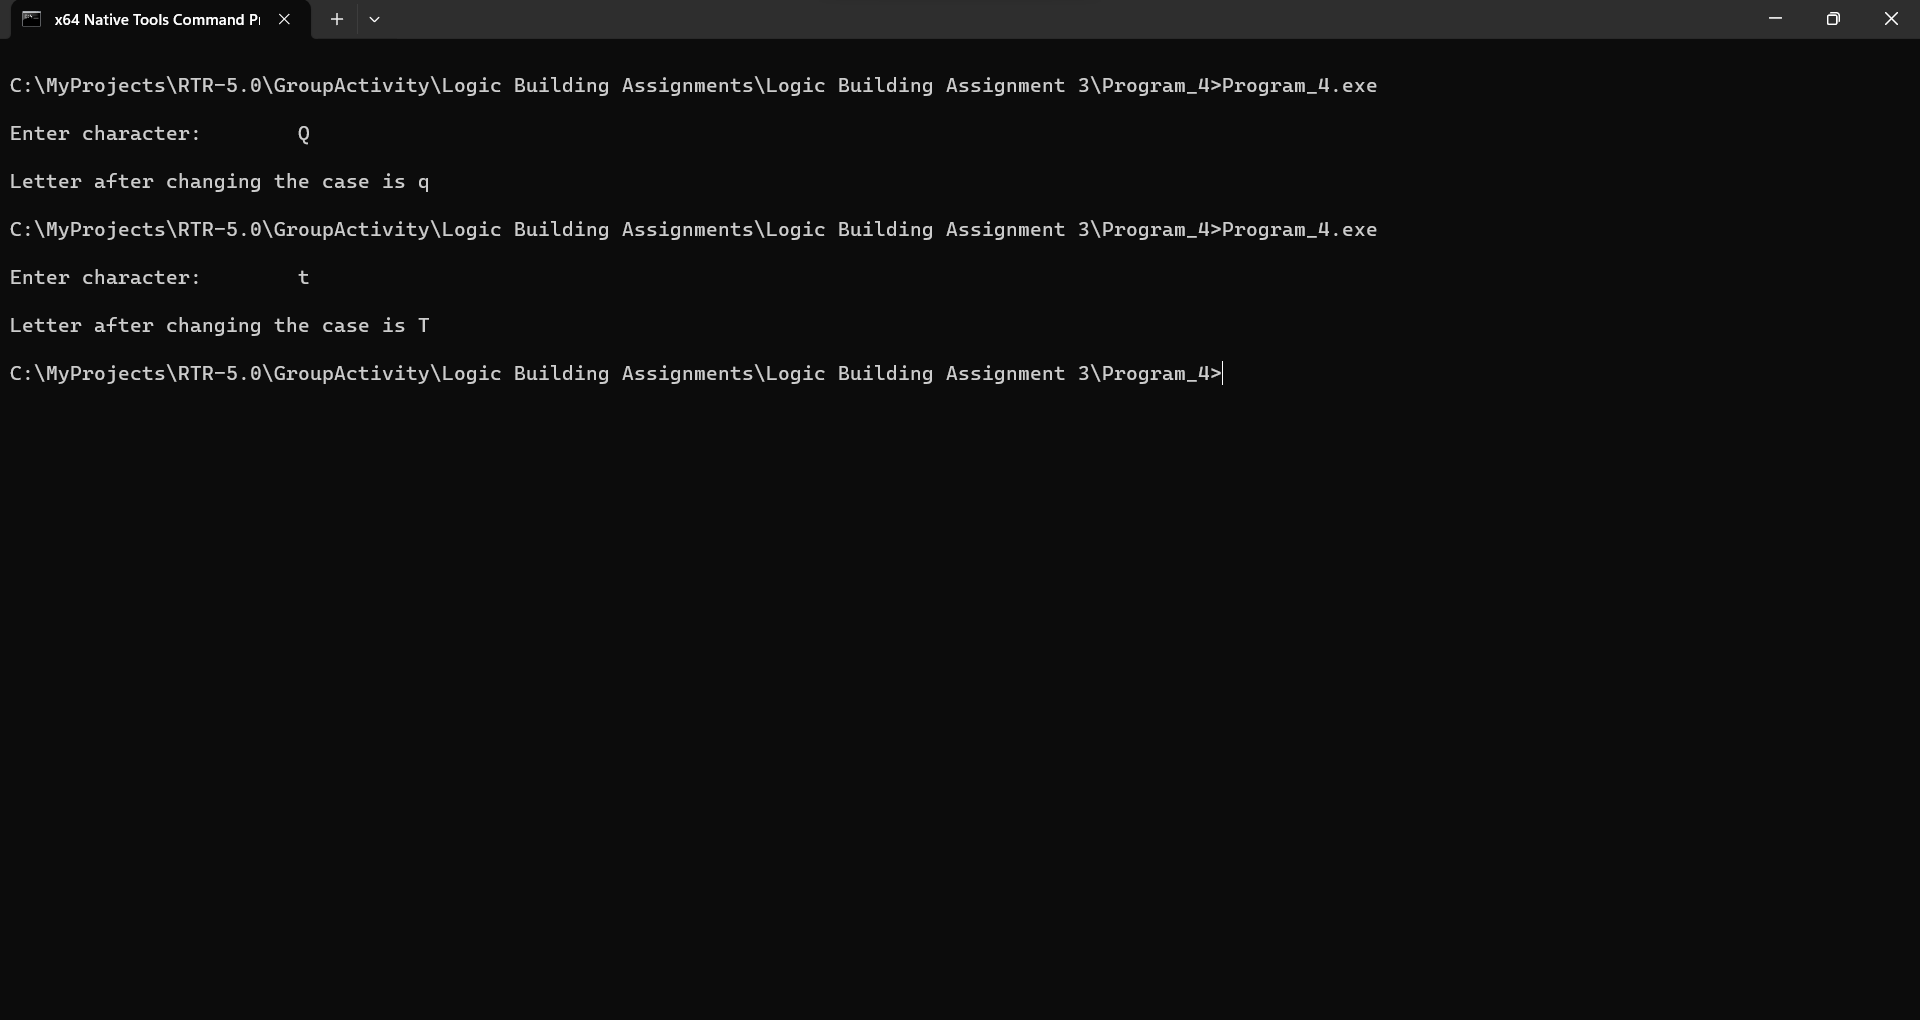 x64 Native Tools Command Pr
C:\MyProjects\RTR-5.0\GroupActivity\Logic Building Assignments\Logic Building Assignment 3\Program_4>Program_4.exe
Enter character:        Q
Letter after changing the case is q
C:\MyProjects\RTR-5.0\GroupActivity\Logic Building Assignments\Logic Building Assignment 3\Program_4>Program_4.exe
Enter character:        t
Letter after changing the case is T
C:\MyProjects\RTR-5.0\GroupActivity\Logic Building Assignments\Logic Building Assignment 3\Program_4>